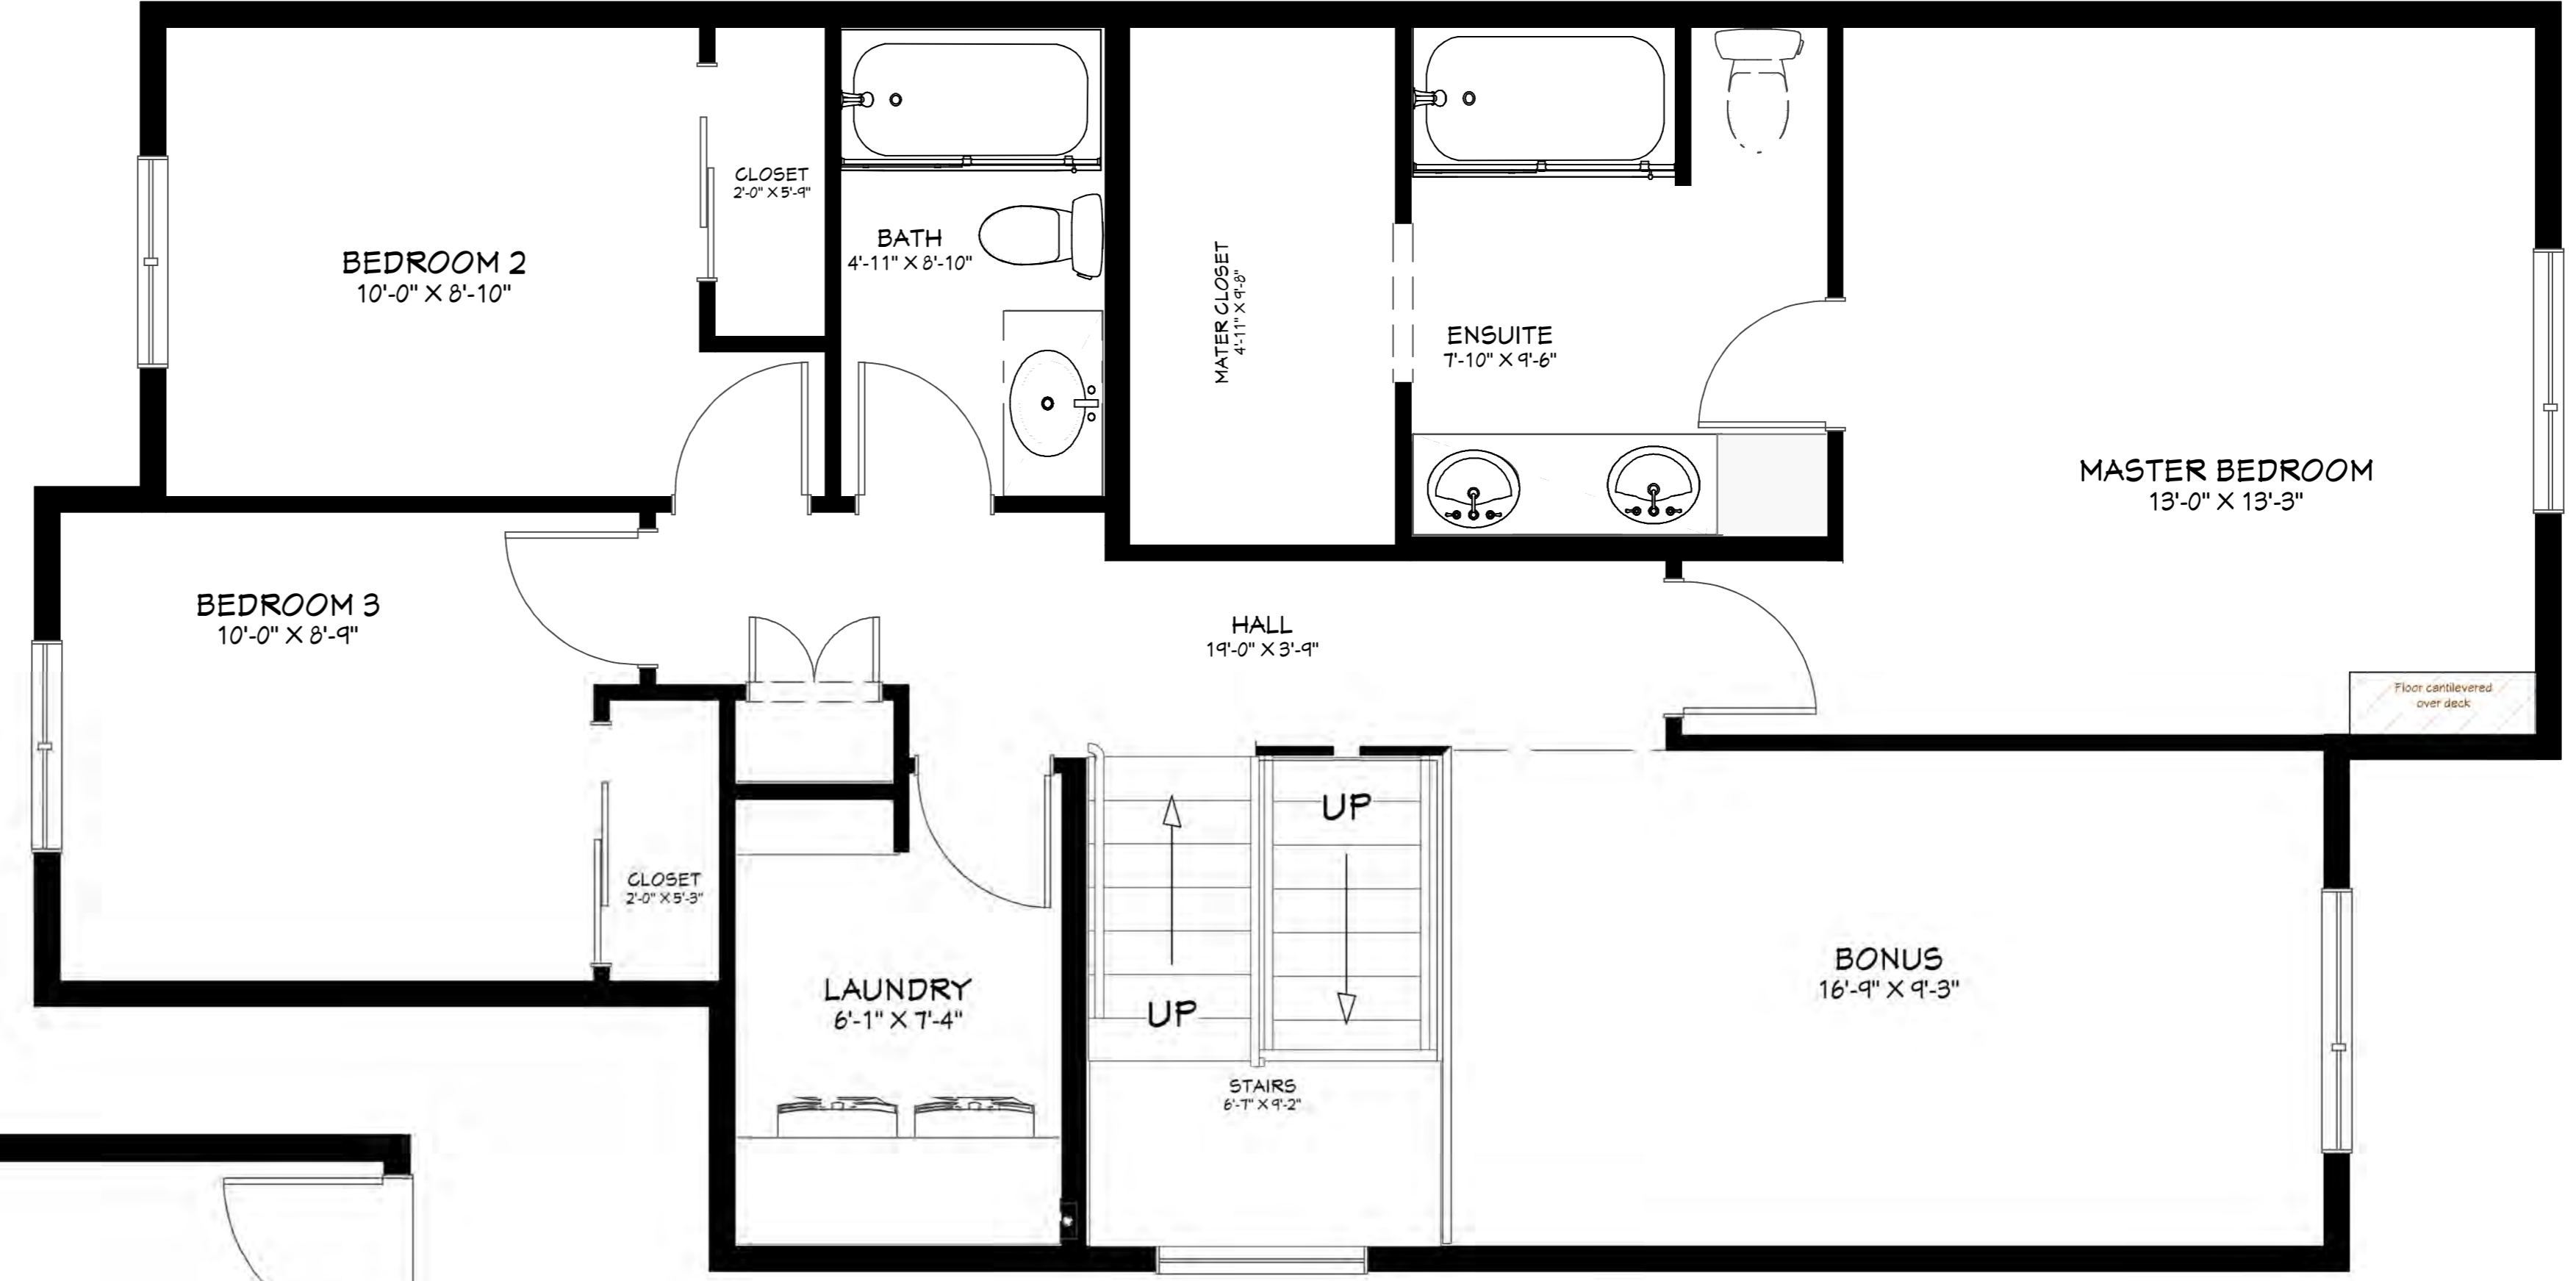 CLOSET
2'-0" X 5'-9"
BEDROOM 2
10'-0" X 8'-10"
BATH
4'-11" X 8'-10"
MATER CLOSET
4'-11" X 9'-8"
ENSUITE
7'-10" X 9'-6"
MASTER BEDROOM
13'-0" X 13'-3"
BEDROOM 3
10'-0" X 8'-9"
HALL
19'-0" X 3'-9"
Floor cantilevered
over deck
CLOSET
2'-0" X 5'-3"
UP
UP
LAUNDRY
6'-1" X 7'-4"
STAIRS
6'-7" X 9'-2"
BONUS
16'-9" X 9'-3"